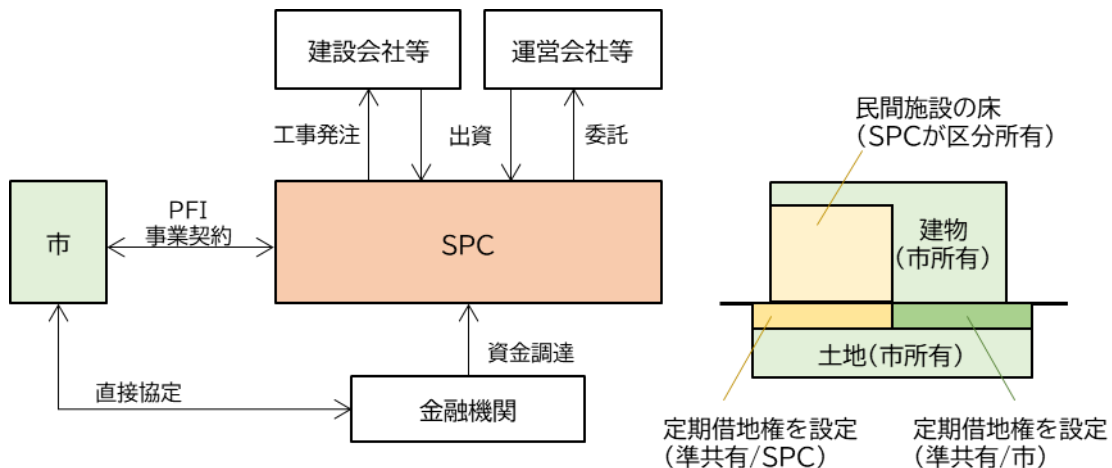 建設会社等
運営会社等
工事発注
出資
委託
市
PFI
事業契約
SPC
資金調達
直接協定
金融機関
民間施設の床
(SPCが区分所有)
建物
(市所有)
土地(市所有)
定期借地権を設定
(準共有/SPC)
定期借地権を設定
(準共有/市)